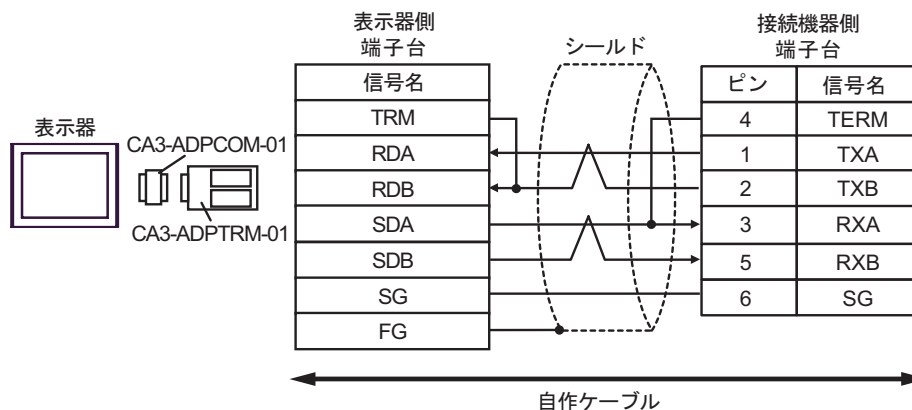 表示器
CA3-ADPCOM-01
CA3-ADPTRM-01
表示器側
端子台
信号名
TRM
RDA
RDB
SDA
SDB
SG
FG
シールド
接続機器側
端子台
ピン 信号名
4 TERM
1 TXA
2 TXB
3 RXA
5 RXB
6 SG
自作ケーブル